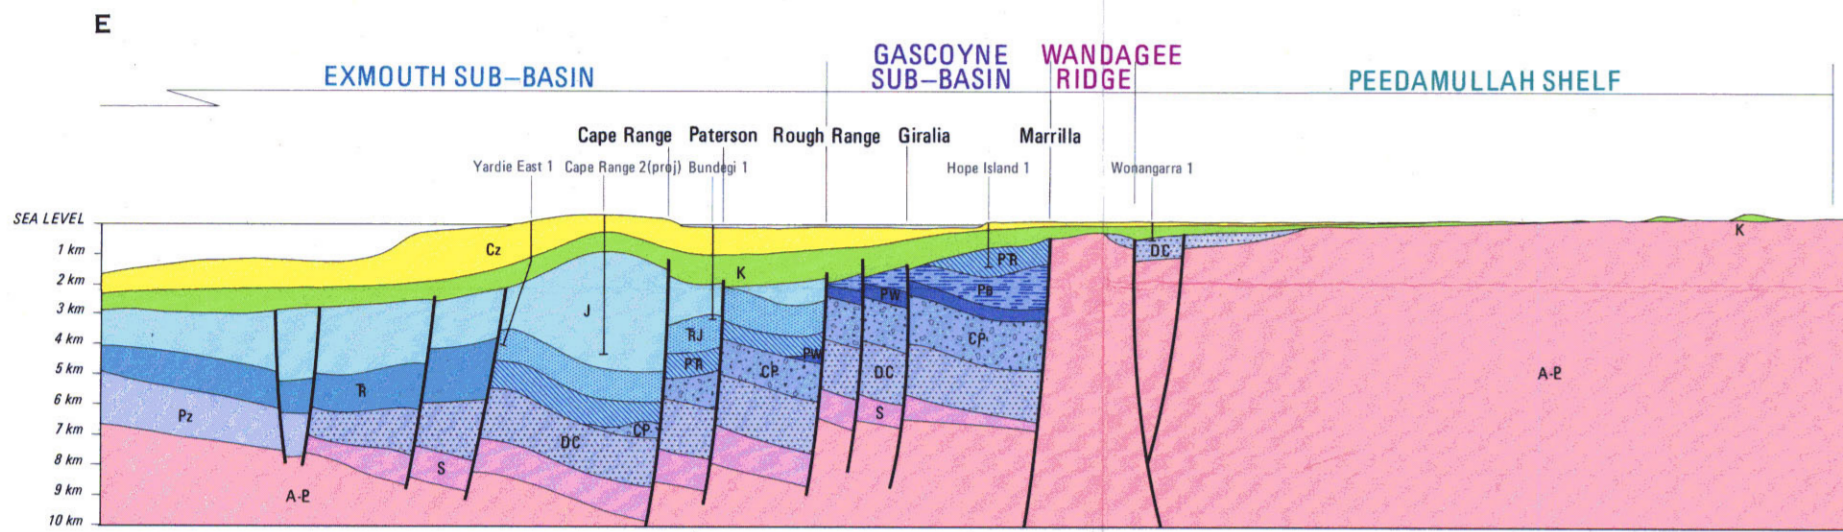 E
EXMOUTH SUB–BASIN
GASCOYNE
SUB–BASIN
WANDAGEE
RIDGE
PEEDAMULLAH SHELF
Cape Range
Paterson
Rough Range
Giralia
Marrilla
Yardie East 1
Cape Range 2(proj)
Bundegi 1
Hope Island 1
Wonangarra 1
SEA LEVEL
1 km
2 km
3 km
4 km
5 km
6 km
7 km
8 km
9 km
10 km
Cz
K
J
TRJ
PTR
PW
CP
TR
Pz
DC
CP
S
A-P
PW
DC
S
PTR
PB
CP
DC
A-P
K